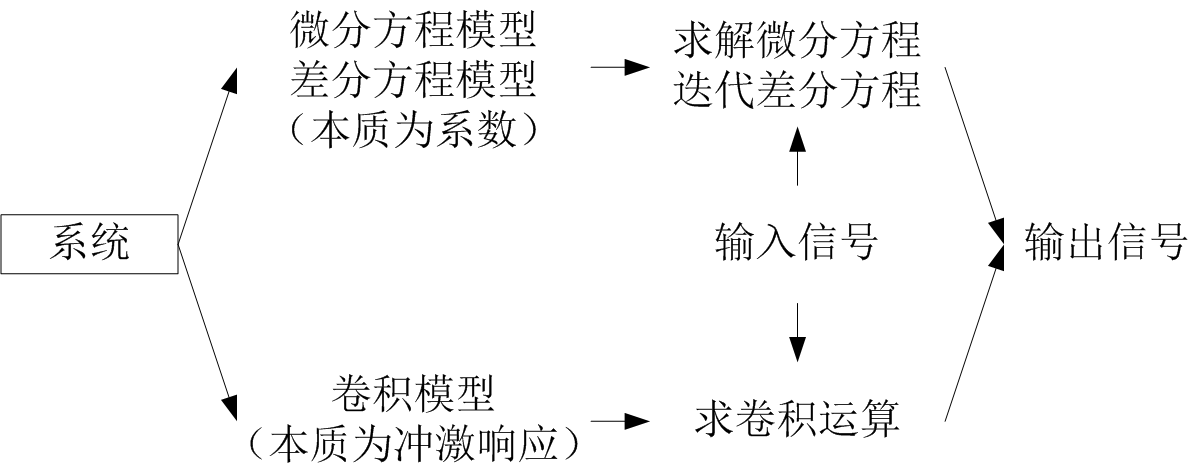 微分方程模型
差分方程模型
（本质为系数）
求解微分方程
迭代差分方程
系统
输入信号
输出信号
卷积模型
（本质为冲激响应）
求卷积运算